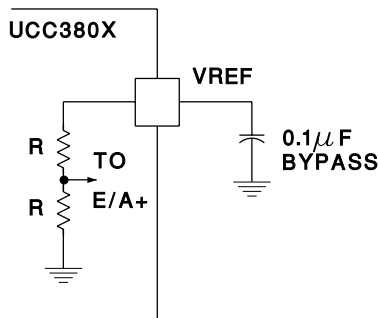 UCC380X
VREF
R
TO
0.1μF
BYPASS
R
E/A+